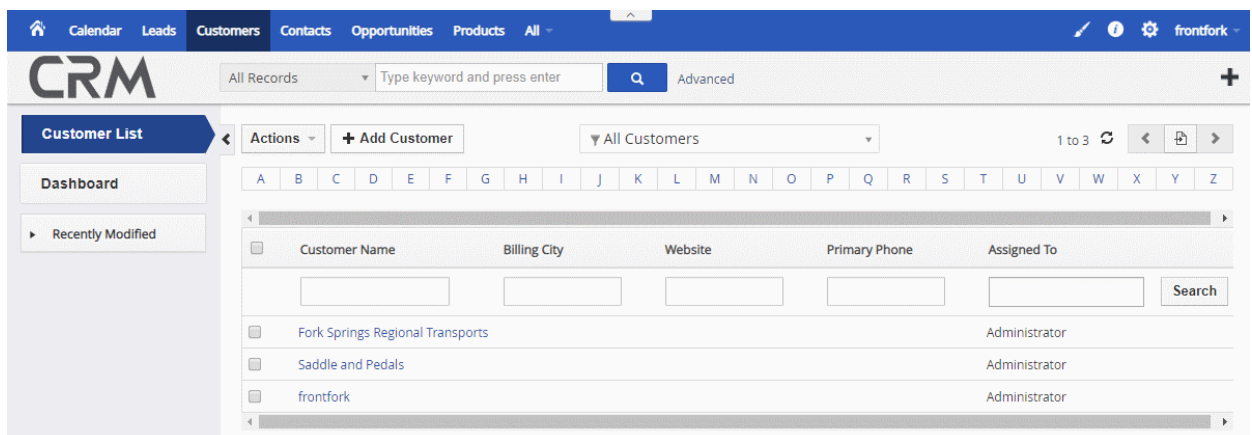 Calendar Leads Customers Contacts Opportunities Products All frontfork
CRM All Records Type keyword and press enter Advanced
Customer List Actions Add Customer All Customers 1 to 3
Dashboard A B C D E F G H I J K L M N O P Q R S T U V W X Y Z
Recently Modified
Customer Name Billing City Website Primary Phone Assigned To
Search
Fork Springs Regional Transports Administrator
Saddle and Pedals Administrator
frontfork Administrator